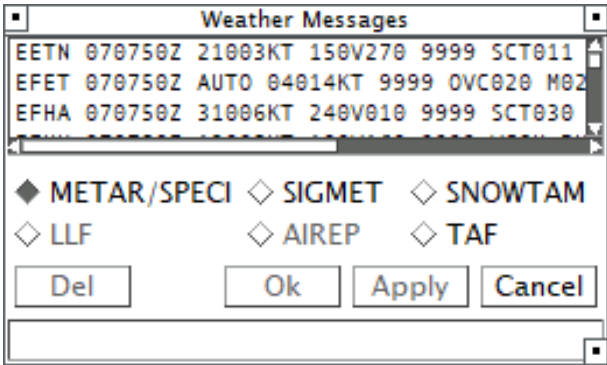 Weather Messages
EETN 070750Z 21003KT 150V270 9999 SCT011
EFET 070750Z AUTO 04014KT 9999 OVC020 M02
EFHA 070750Z 31006KT 240V010 9999 SCT030
METAR/SPECI SIGMET SNOWTAM
LLF AIREP TAF
Del Ok Apply Cancel